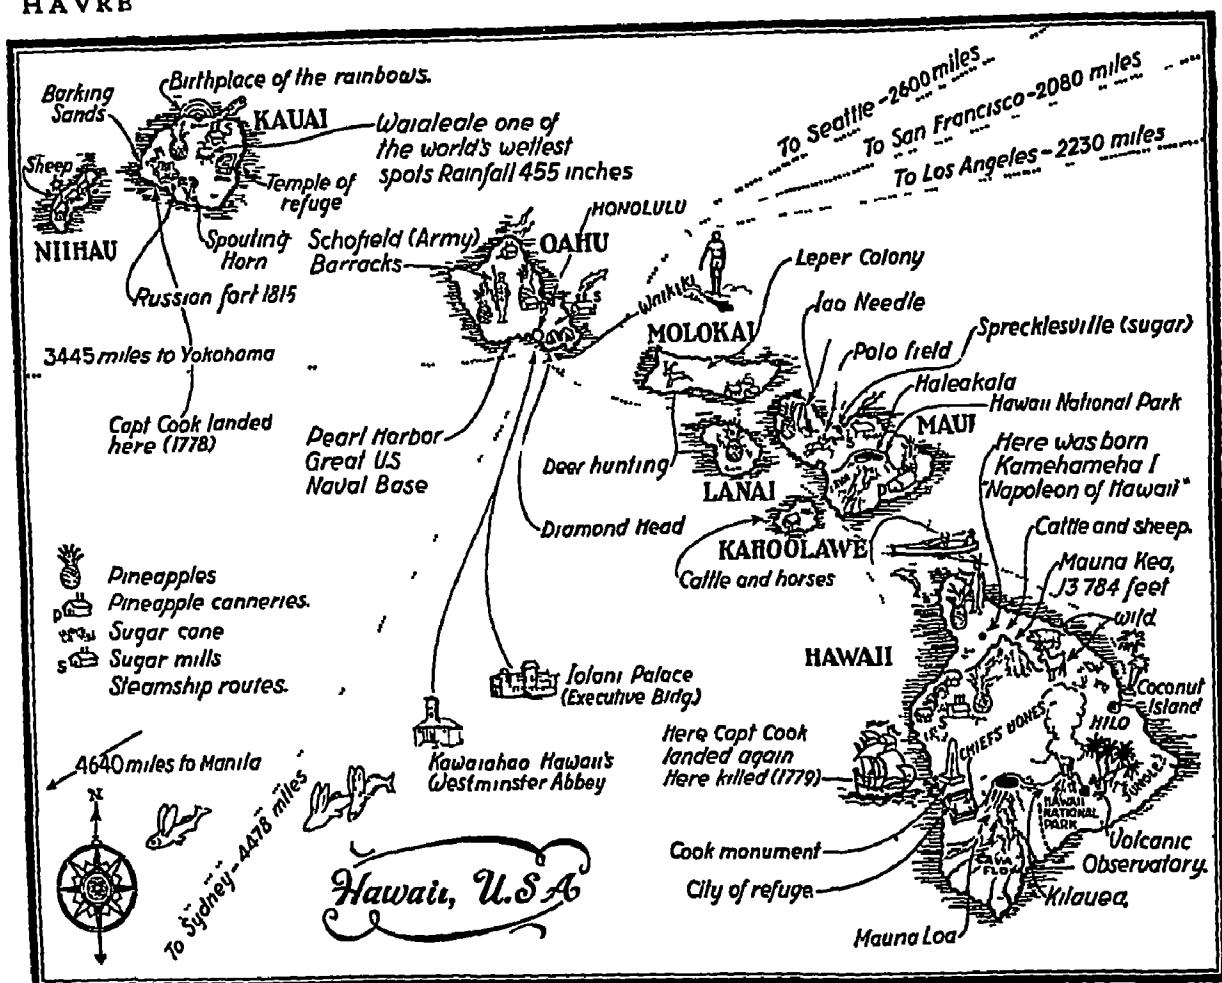 HAVRE
Birthplace of the rainbows.
Barking
Sands
KAUAI
Waialeale one of
the world's wettest
spots Rainfall 455 inches
Sheep
Temple of
refuge
NIIHAU
Spouting
Horn
Russian fort 1815
To Seattle-2600 miles
To San Francisco-2080 miles
To Los Angeles-2230 miles
HONOLULU
Schofield (Army)
Barracks
OAHU
S
Waikiki
Leper Colony
MOLOKAI
Iao Needle
Sprecklesville (sugar)
Polo field
Haleakala
Hawaii National Park
MAUI
3445 miles to Yokohama
Capt Cook landed
here (1778)
Pearl Harbor
Great U.S
Naval Base
Deer hunting
LANAI
Here was born
Kamehameha I
"Napoleon of Hawaii"
Diamond Head
KAHOOLAWE
Cattle and horses
Cattle and sheep.
Mauna Kea,
13 784 feet
wild
Pineapples
p Pineapple canneries.
Sugar cane
s Sugar mills
Steamship routes.
HAWAII
Iolani Palace
(Executive Bldg.)
Coconut
Island
HILO
CHIEFS BONES
Here Capt Cook
landed again
Here killed (1779)
Kawaiahao Hawaii's
Westminster Abbey
4640 miles to Manila
N
To Sydney-4478 miles
JUNGLES
HAWAII
NATIONAL
PARK
Volcanic
Observatory.
Cook monument
LAVA
FLOW
City of refuge
Kilauea,
Mauna Loa
Hawaii, U.S.A